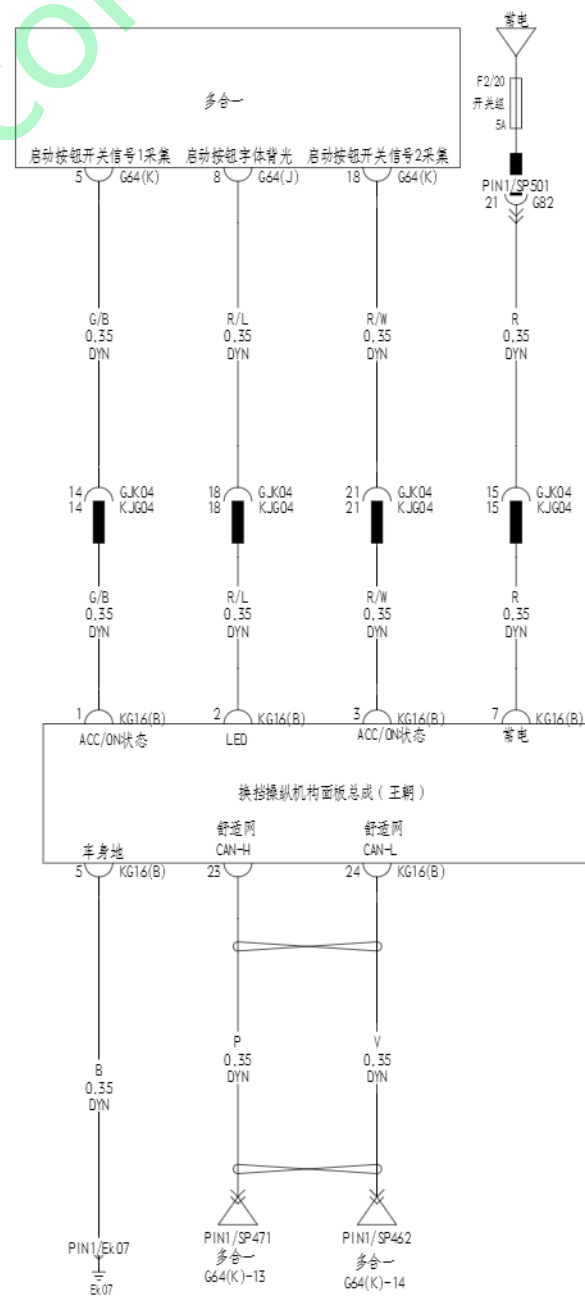 com
常电
F2/20
开关组
5A
多合一
启动按钮开关信号1采集 启动按钮字体背光 启动按钮开关信号2采集
5 G64(K) 8 G64(J) 18 G64(K)
PIN1/SP501
21 G82
G/B R/L R/W R
0.35 0.35 0.35 0.35
DYN DYN DYN DYN
14 GJK04 18 GJK04 21 GJK04 15 GJK04
14 KJG04 18 KJG04 21 KJG04 15 KJG04
G/B R/L R/W R
0.35 0.35 0.35 0.35
DYN DYN DYN DYN
1 KG16(B) 2 KG16(B) 3 KG16(B) 7 KG16(B)
ACC/ON状态 LED ACC/ON状态 常电
换挡操纵机构面板总成(王朝)
舒适网 舒适网
车身地 CAN-H CAN-L
5 KG16(B) 23 24 KG16(B)
P V
0.35 0.35
DYN DYN
B
0.35
DYN
PIN1/Ek07
Ek07
PIN1/SP471 PIN1/SP462
多合一 多合一
G64(K)-13 G64(K)-14